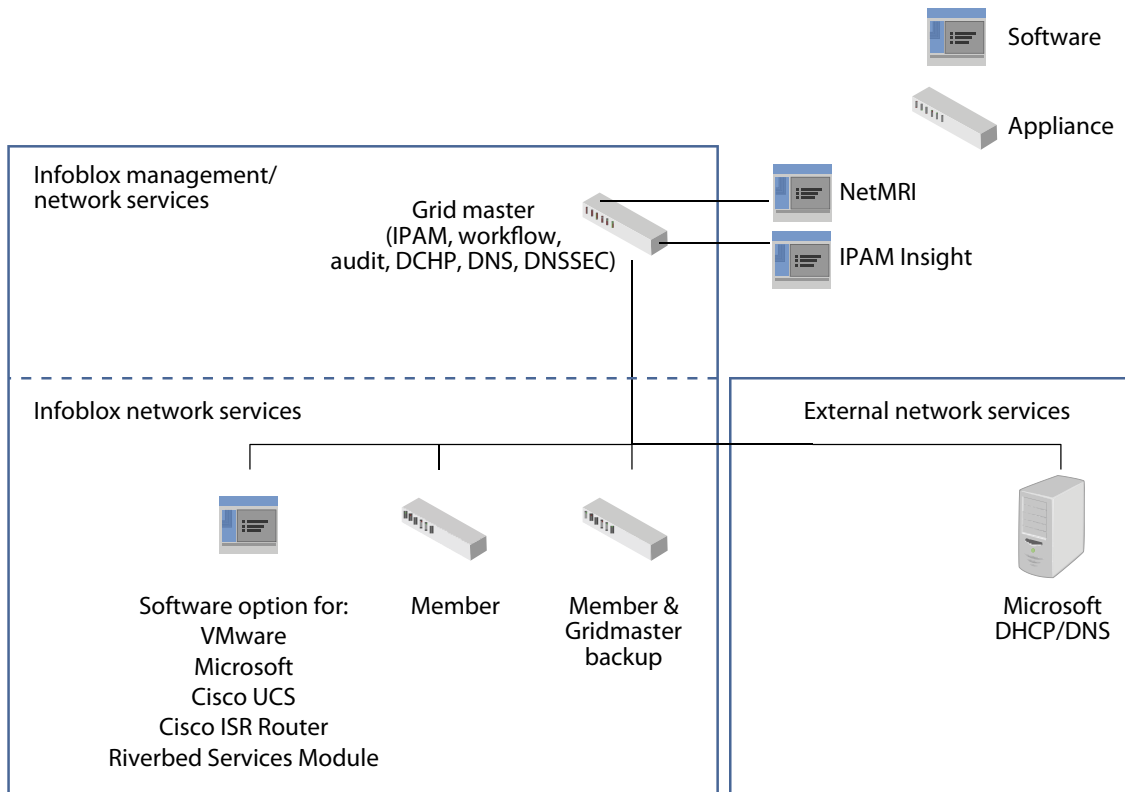 Software
Appliance
Infoblox management/
network services
Grid master
(IPAM, workflow,
audit, DCHP, DNS, DNSSEC)
NetMRI
IPAM Insight
Infoblox network services
External network services
Software option for:
VMware
Microsoft
Cisco UCS
Cisco ISR Router
Riverbed Services Module
Member
Member &
Gridmaster
backup
Microsoft
DHCP/DNS